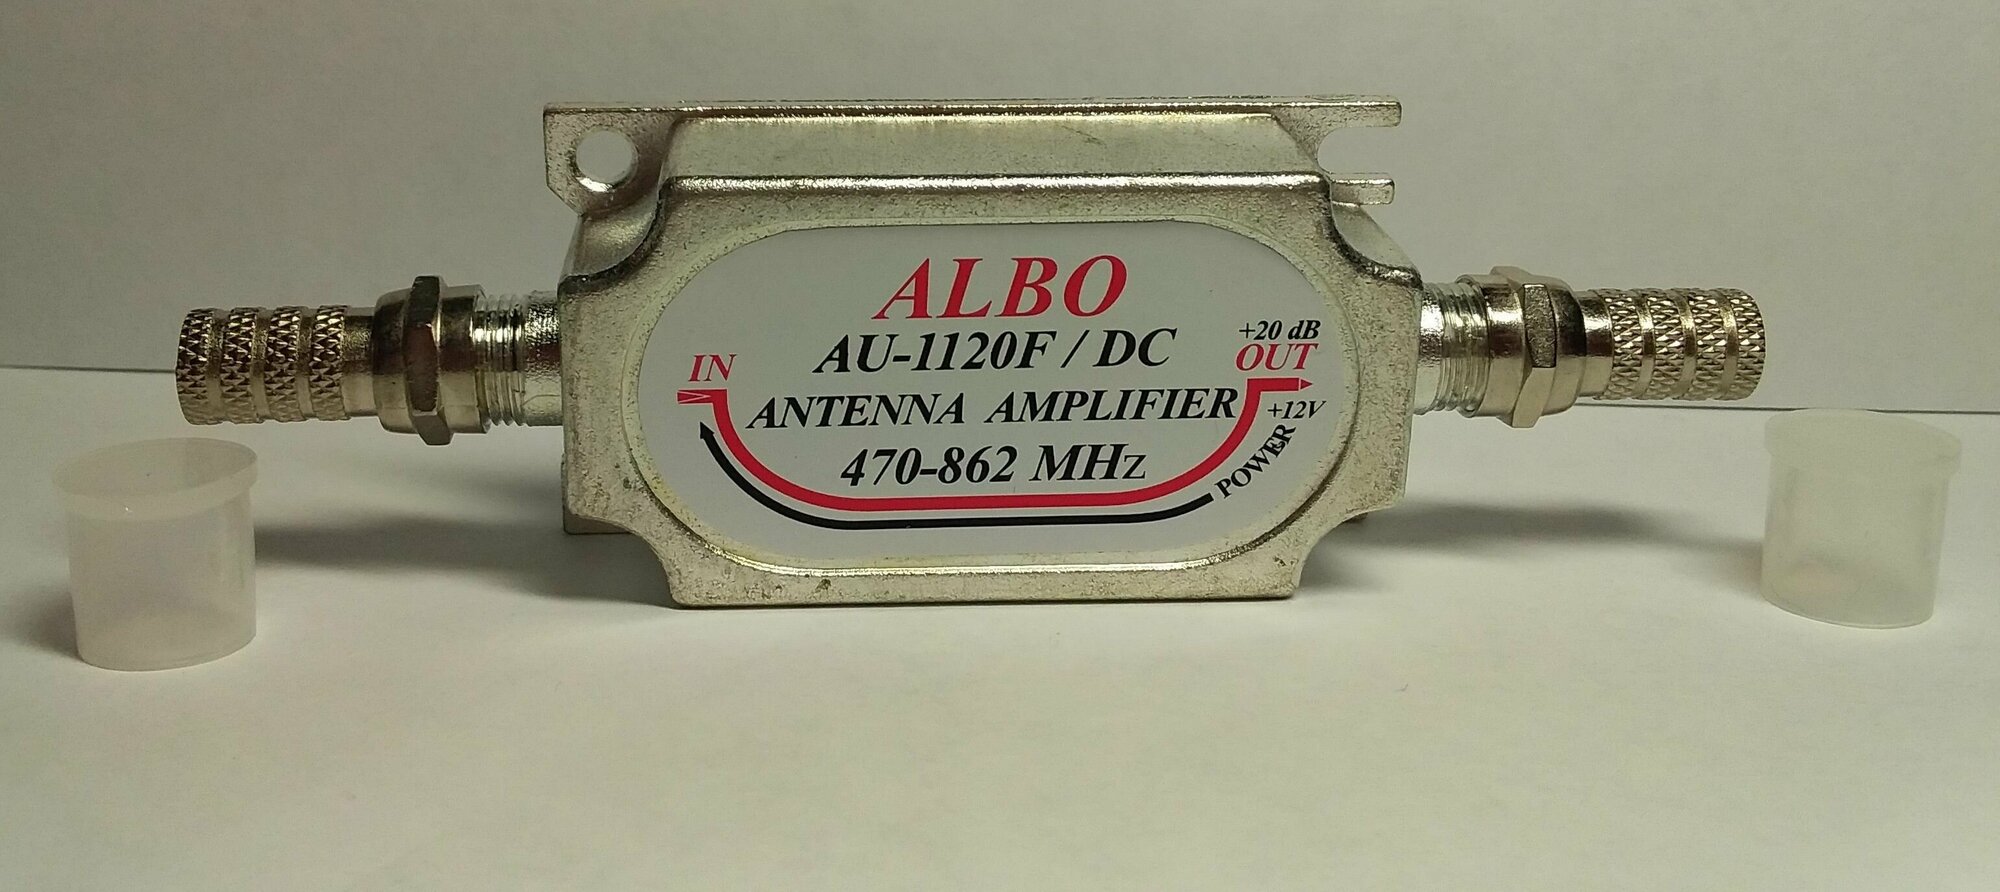 ALBO
AU-1120F / DC
+20 dB
IN
OUT
ANTENNA AMPLIFIER
+12V
470-862 MHz
POWER